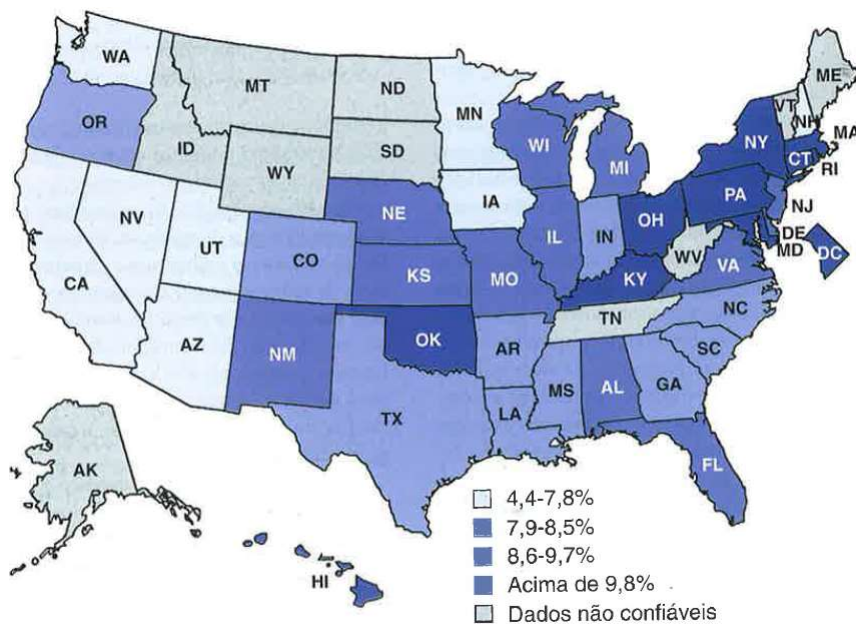 WA
MT
ND
MN
ME
VT
NH
MA
OR
ID
SD
WI
MI
NY
CT
RI
WY
IA
PA
NJ
NV
NE
IL
IN
OH
DE
MD
DC
UT
CO
WV
VA
CA
KS
MO
KY
NC
TN
AZ
NM
OK
AR
SC
MS
AL
GA
TX
LA
FL
AK
HI
4,4-7,8%
7,9-8,5%
8,6-9,7%
Acima de 9,8%
Dados não confiáveis